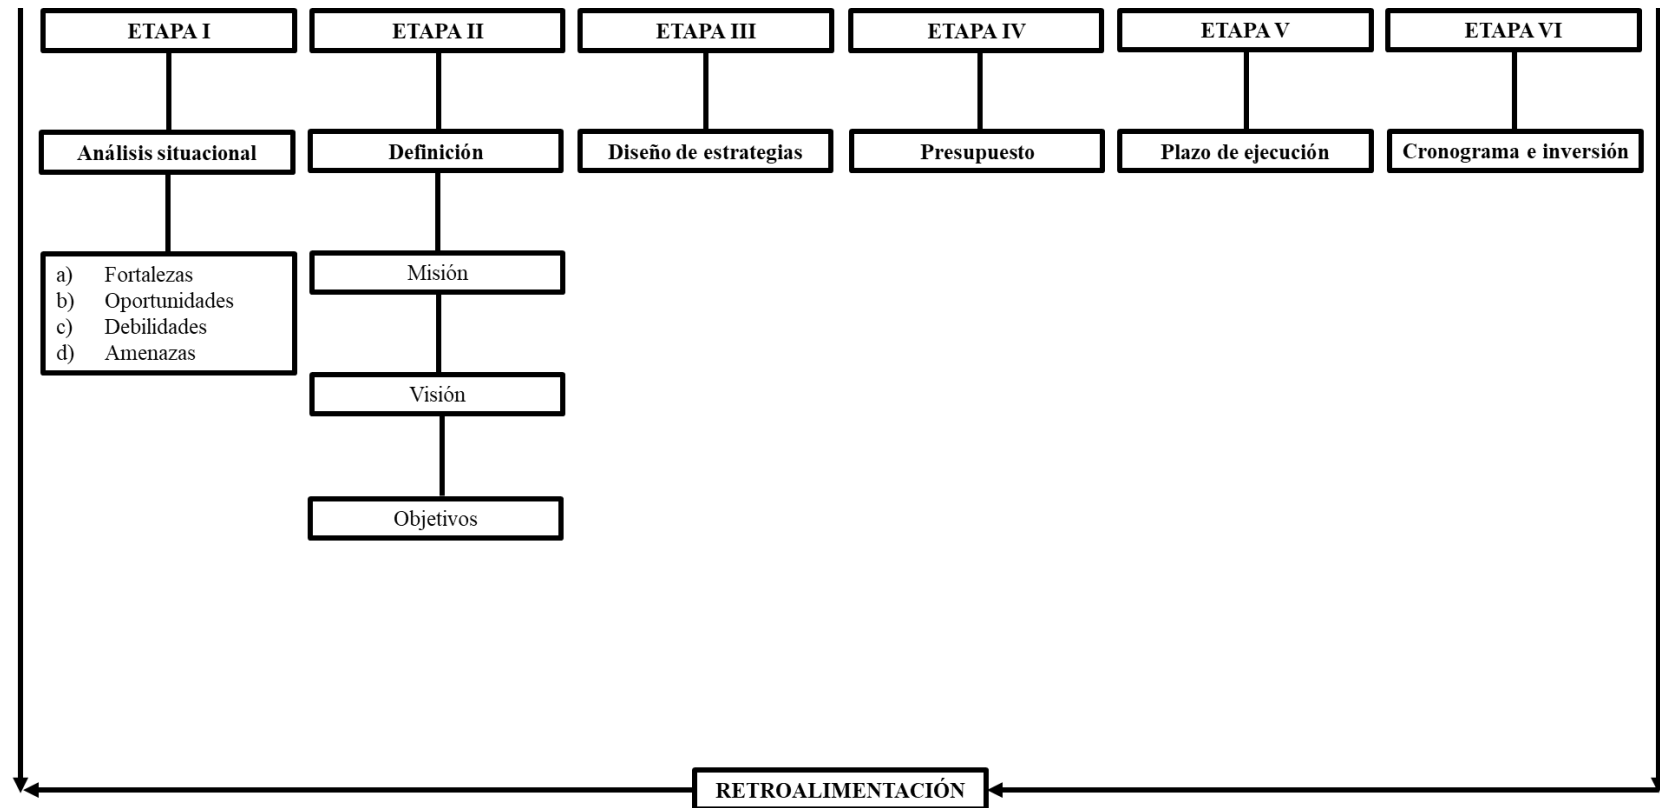 ETAPA I
ETAPA II
ETAPA III
ETAPA IV
ETAPA V
ETAPA VI
Análisis situacional
Definición
Diseño de estrategias
Presupuesto
Plazo de ejecución
Cronograma e inversión
a) Fortalezas
b) Oportunidades
c) Debilidades
d) Amenazas
Misión
Visión
Objetivos
RETROALIMENTACIÓN